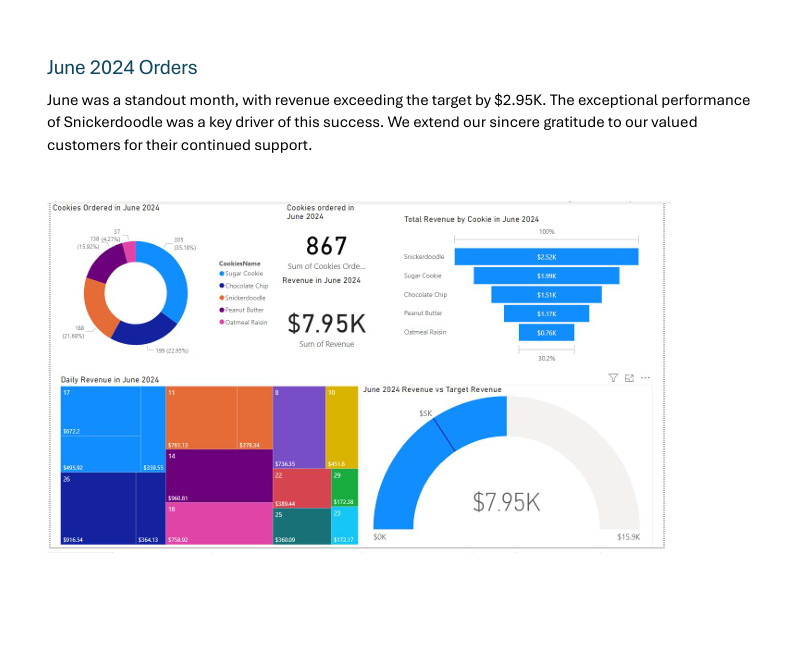 June 2024 Orders
June was a standout month, with revenue exceeding the target by $2.95K. The exceptional performance
of Snickerdoodle was a key driver of this success. We extend our sincere gratitude to our valued
customers for their continued support.
Cookies Ordered in June 2024
37
(4.27%)
138
(15.92%)
305
(35.18%)
188
(21.68%)
199 (22.95%)
CookiesName
Sugar Cookie
Chocolate Chip
Snickerdoodle
Peanut Butter
Oatmeal Raisin
Cookies ordered in
June 2024
867
Sum of Cookies Orde...
Revenue in June 2024
$7.95K
Sum of Revenue
Total Revenue by Cookie in June 2024
100%
Snickerdoodle $2.52K
Sugar Cookie $1.99K
Chocolate Chip $1.51K
Peanut Butter $1.17K
Oatmeal Raisin $0.76K
30.2%
Daily Revenue in June 2024
17
$672.2
$495.92
26
$916.54
$364.13
11
$761.13
$378.34
14
$960.81
18
$758.92
8
$736.35
10
22
$389.44
29
$172.38
25
$360.09
23
$172.17
June 2024 Revenue vs Target Revenue
$5K
$7.95K
$0K
$15.9K